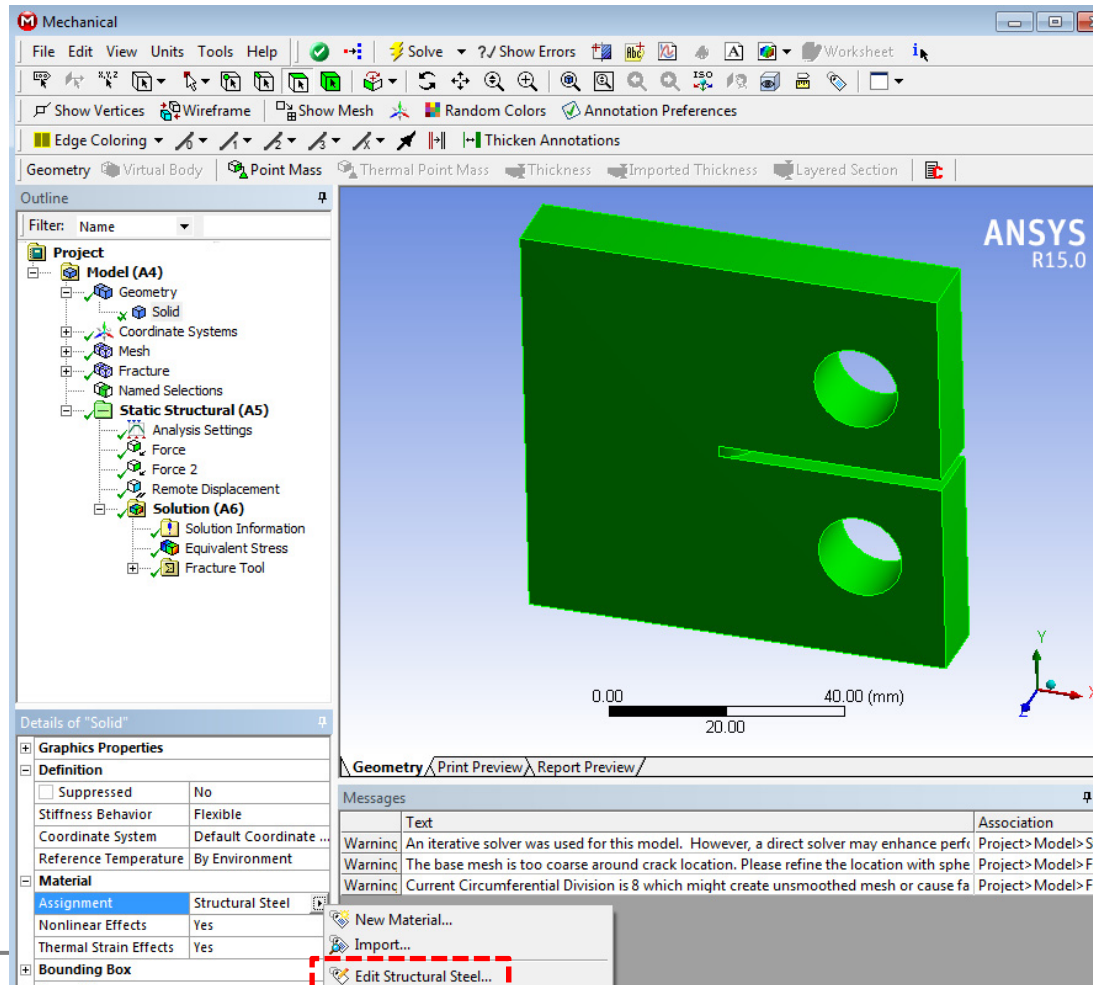 Mechanical
File Edit View Units Tools Help Solve ?/ Show Errors Worksheet
Show Vertices Wireframe Show Mesh Random Colors Annotation Preferences
Edge Coloring Thicken Annotations
Geometry Virtual Body Point Mass Thermal Point Mass Thickness Imported Thickness Layered Section
Outline
Filter: Name
Project
Model (A4)
Geometry
Solid
Coordinate Systems
Mesh
Fracture
Named Selections
Static Structural (A5)
Analysis Settings
Force
Force 2
Remote Displacement
Solution (A6)
Solution Information
Equivalent Stress
Fracture Tool
ANSYS
R15.0
Y
X
Z
0.00 40.00 (mm)
20.00
Geometry Print Preview Report Preview
Details of "Solid"
Graphics Properties
Definition
Suppressed No
Stiffness Behavior Flexible
Coordinate System Default Coordinate ...
Reference Temperature By Environment
Material
Assignment Structural Steel
Nonlinear Effects Yes
Thermal Strain Effects Yes
Bounding Box
Messages
Text Association
Warning An iterative solver was used for this model. However, a direct solver may enhance perfo Project>Model>S
Warning The base mesh is too coarse around crack location. Please refine the location with sphe Project>Model>F
Warning Current Circumferential Division is 8 which might create unsmoothed mesh or cause fa Project>Model>F
New Material...
Import...
Edit Structural Steel...